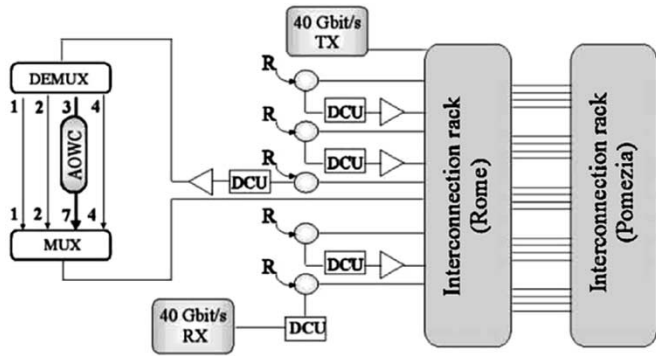 40 Gbit/s
TX
R
DEMUX
1 2 3 4
DCU
R
AOWC
DCU
R
DCU
1 2 7 4
MUX
R
DCU
R
40 Gbit/s
RX
DCU
Interconnection rack
(Rome)
Interconnection rack
(Pomezia)